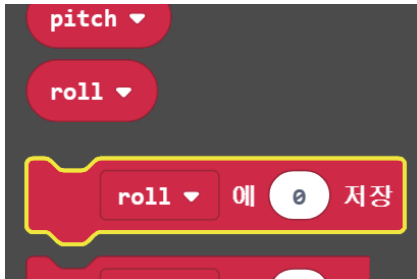 pitch
roll
roll 에 0 저장